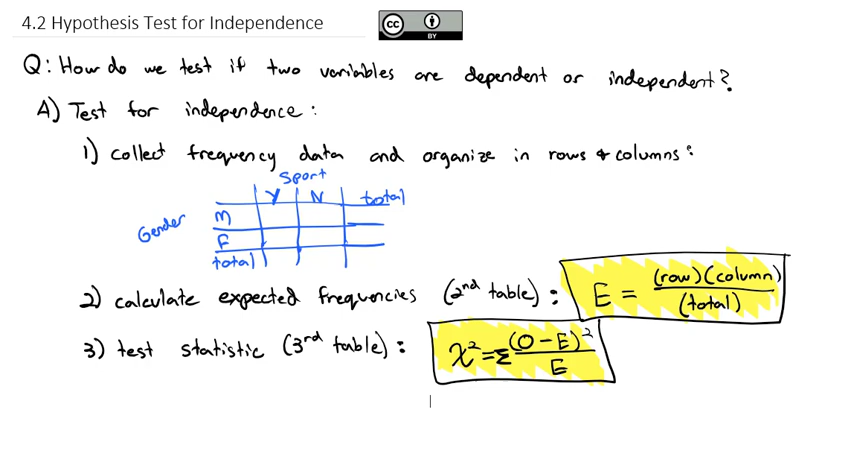 4.2 Hypothesis Test for Independence
cc BY
Q: How do we test if two variables are dependent or independent?
A) Test for independence:
1) collect frequency data and organize in rows & columns:
Sport
Y N total
Gender
M
F
total
2) calculate expected frequencies (2nd table): E = (row)(column)/(total)
3) test statistic (3rd table): χ² = Σ (O − E)²/E